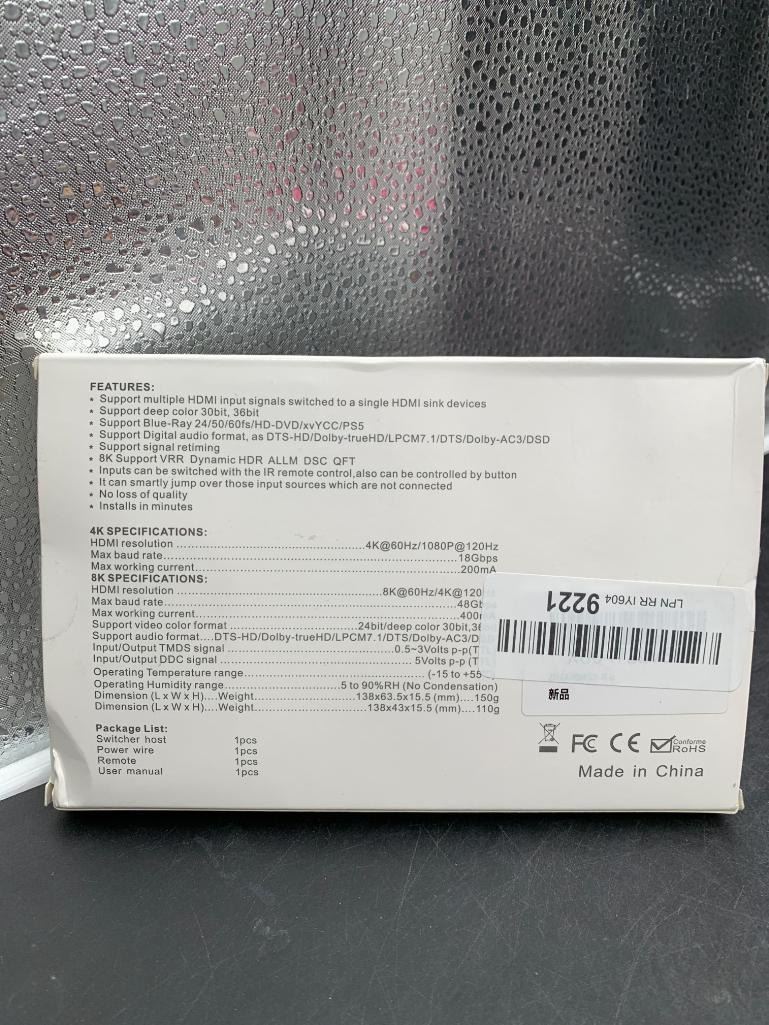 FEATURES:
* Support multiple HDMI input signals switched to a single HDMI sink devices
* Support deep color 30bit, 36bit
* Support Blue-Ray 24/50/60fs/HD-DVD/xvYCC/PS5
* Support Digital audio format, as DTS-HD/Dolby-trueHD/LPCM7.1/DTS/Dolby-AC3/DSD
* Support signal retiming
* 8K Support VRR Dynamic HDR ALLM DSC QFT
* Inputs can be switched with the IR remote control,also can be controlled by button
* It can smartly jump over those input sources which are not connected
* No loss of quality
* Installs in minutes
4K SPECIFICATIONS:
HDMI resolution ...............4K@60Hz/1080P@120Hz
Max baud rate...............18Gbps
Max working current...............200mA
8K SPECIFICATIONS:
HDMI resolution ...............8K@60Hz/4K@120
Max baud rate...............48Gb
Max working current...............400
Support video color format ...............24bit/deep color 30bit,36
Support audio format....DTS-HD/Dolby-trueHD/LPCM7.1/DTS/Dolby-AC3/D
Input/Output TMDS signal ...............0.5~3Volts p-p(T
Input/Output DDC signal ...............5Volts p-p (T
Operating Temperature range...............(-15 to +55
Operating Humidity range...............5 to 90%RH (No Condensation)
Dimension (L x W x H)....Weight...............138x63.5x15.5 (mm)....150g
Dimension (L x W x H)....Weight...............138x43x15.5 (mm)....110g
LPN RR IY604 9221
新品
Package List:
Switcher host 1pcs
Power wire 1pcs
Remote 1pcs
User manual 1pcs
FC CE Conforme RoHS
Made in China